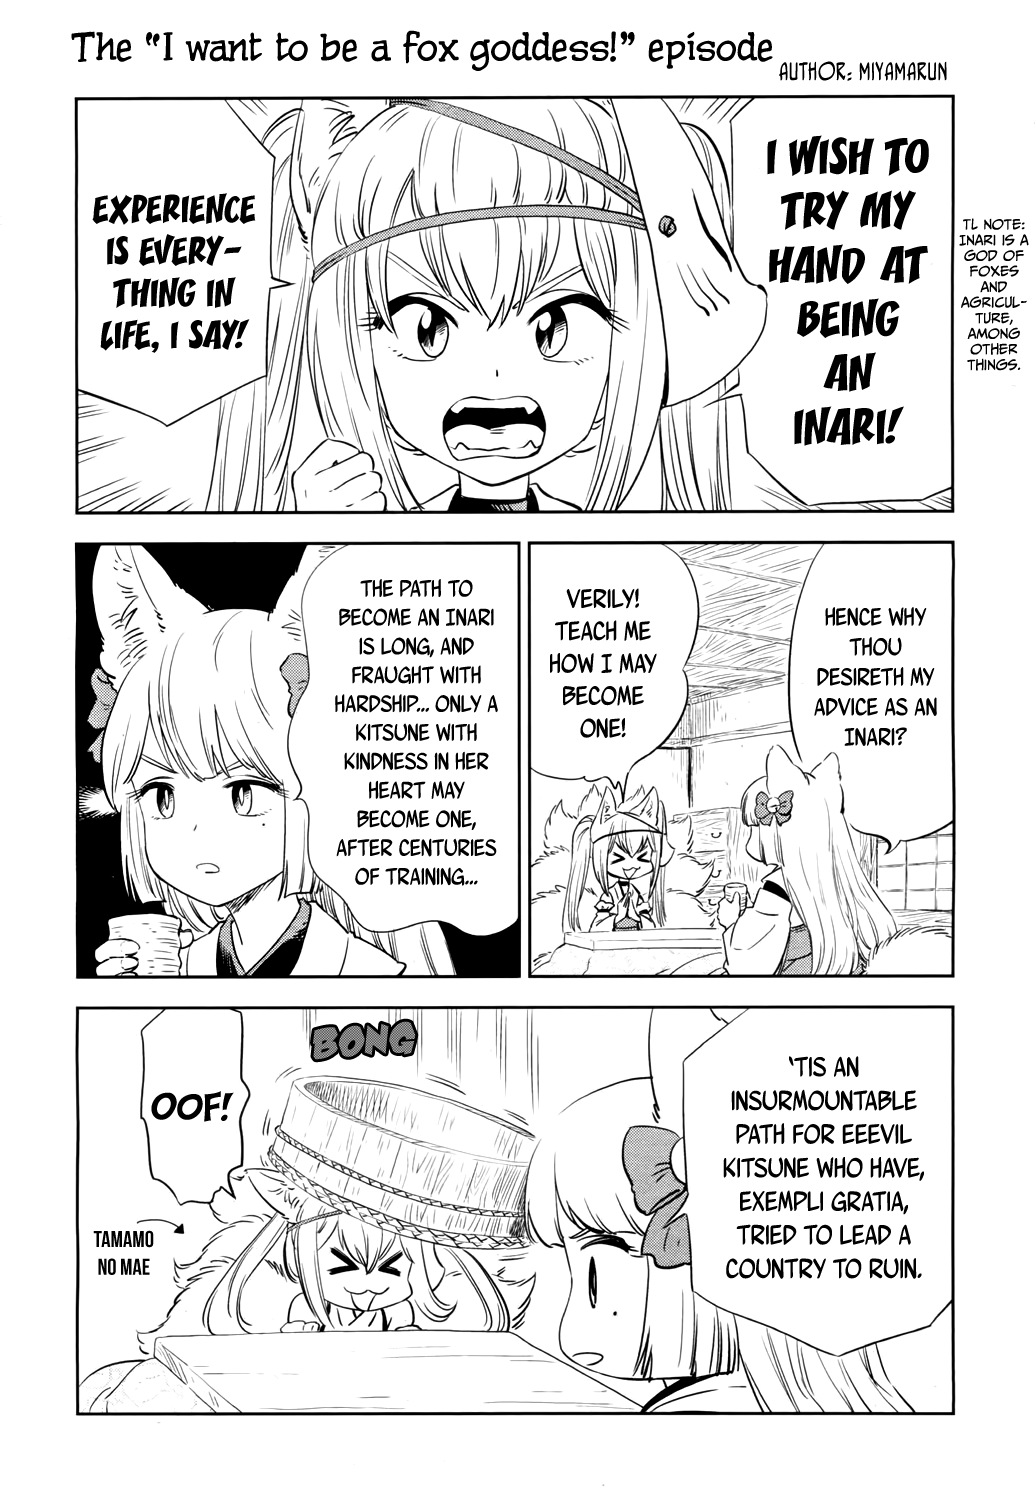 The "I want to be a fox goddess!" episode
AUTHOR: MIYAMARUN
I WISH TO
TRY MY
HAND AT
BEING
AN
INARI!
TL NOTE:
INARI IS A
GOD OF
FOXES
AND
AGRICUL-
TURE,
AMONG
OTHER
THINGS.
EXPERIENCE
IS EVERY-
THING IN
LIFE, I SAY!
HENCE WHY
THOU
DESIRETH MY
ADVICE AS AN
INARI?
VERILY!
TEACH ME
HOW I MAY
BECOME
ONE!
THE PATH TO
BECOME AN INARI
IS LONG, AND
FRAUGHT WITH
HARDSHIP... ONLY A
KITSUNE WITH
KINDNESS IN HER
HEART MAY
BECOME ONE,
AFTER CENTURIES
OF TRAINING...
'TIS AN
INSURMOUNTABLE
PATH FOR EEEVIL
KITSUNE WHO HAVE,
EXEMPLI GRATIA,
TRIED TO LEAD A
COUNTRY TO RUIN.
BONG
OOF!
TAMAMO
NO MAE